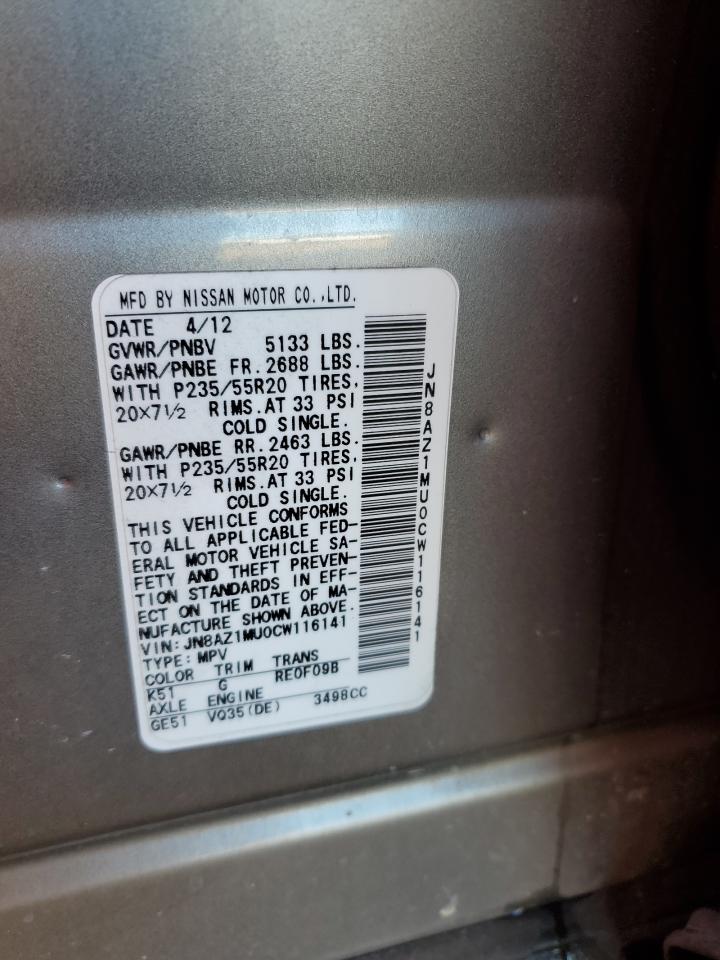 MFD BY NISSAN MOTOR CO.,LTD.
DATE 4/12
GVWR/PNBV 5133 LBS.
GAWR/PNBE FR. 2688 LBS.
WITH P235/55R20 TIRES,
20×7½ RIMS. AT 33 PSI
COLD SINGLE.
GAWR/PNBE RR. 2463 LBS.
WITH P235/55R20 TIRES,
20×7½ RIMS. AT 33 PSI
COLD SINGLE.
THIS VEHICLE CONFORMS
TO ALL APPLICABLE FED-
ERAL MOTOR VEHICLE SA-
FETY AND THEFT PREVEN-
TION STANDARDS IN EFF-
ECT ON THE DATE OF MA-
NUFACTURE SHOWN ABOVE.
VIN: JN8AZ1MU0CW116141
TYPE: MPV
COLOR TRIM TRANS
K51 G RE0F09B
AXLE ENGINE
GE51 VQ35(DE) 3498CC
JN8AZ1MU0CW116141